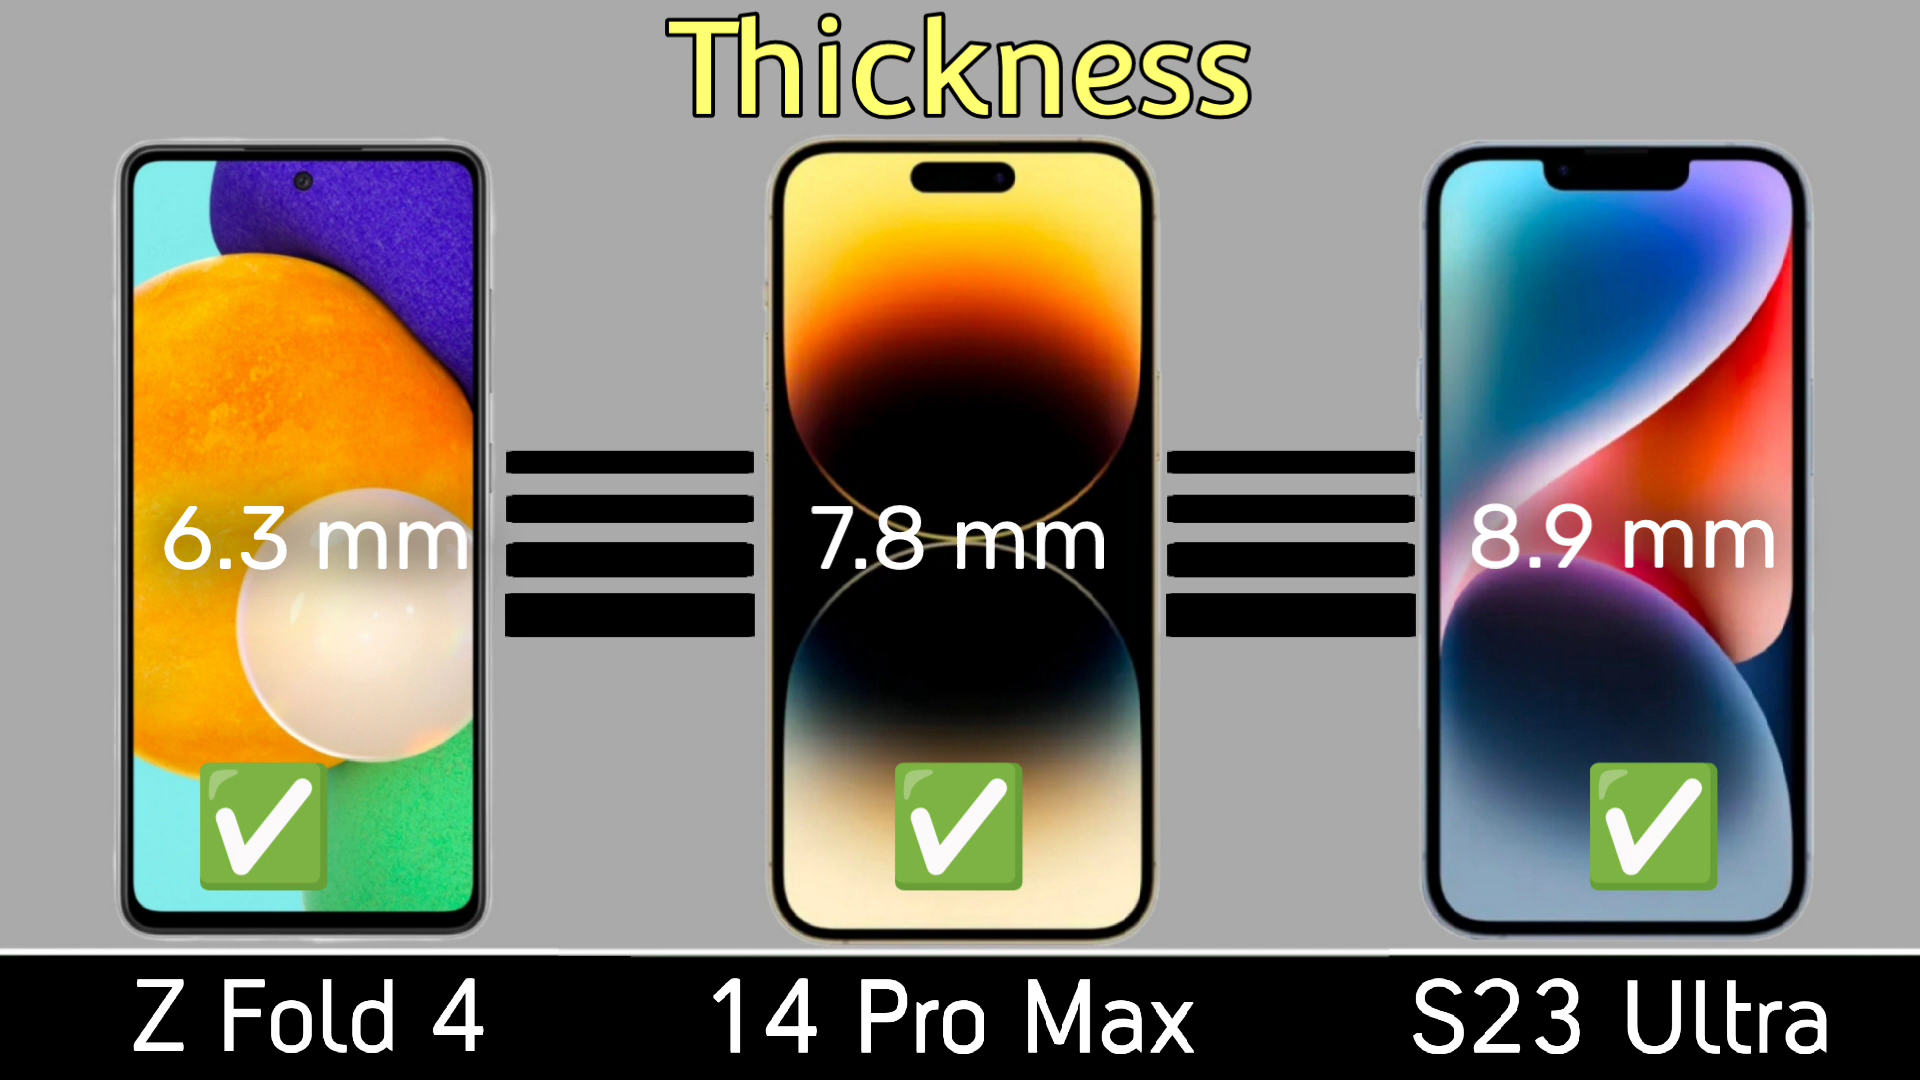 Thickness
6.3 mm
7.8 mm
8.9 mm
Z Fold 4
14 Pro Max
S23 Ultra